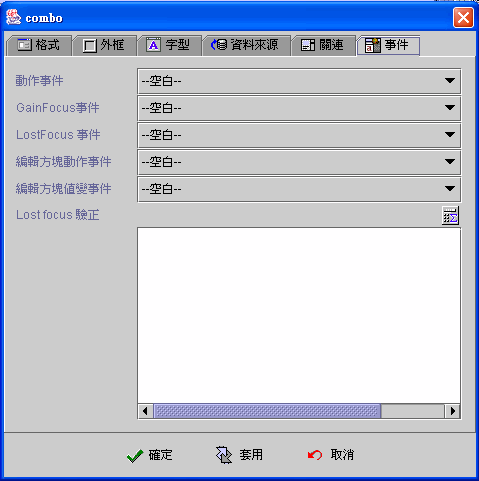 combo
格式 外框 字型 資料來源 關連 事件
動作事件 --空白--
GainFocus事件 --空白--
LostFocus 事件 --空白--
編輯方塊動作事件 --空白--
編輯方塊值變事件 --空白--
Lost focus 驗正
確定 套用 取消